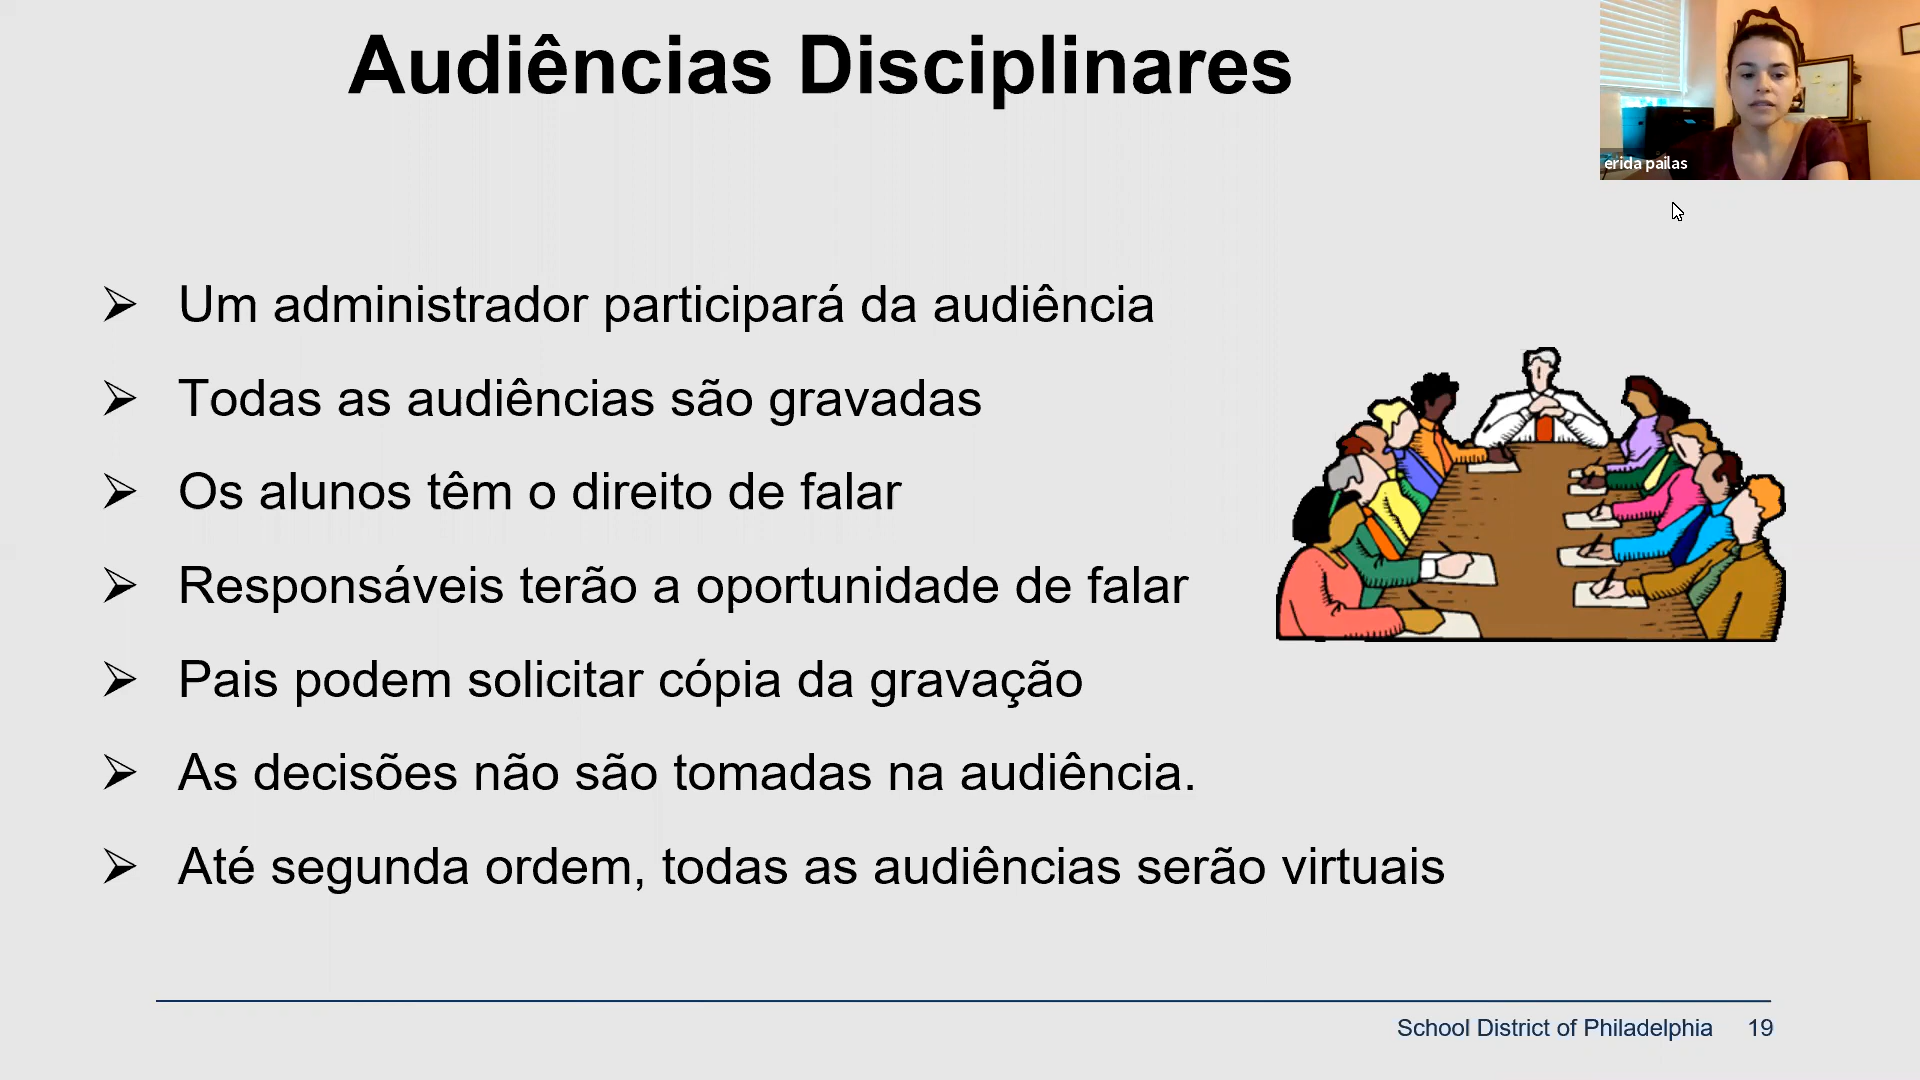 Audiências Disciplinares
erida pailas
Um administrador participará da audiência
Todas as audiências são gravadas
Os alunos têm o direito de falar
Responsáveis terão a oportunidade de falar
Pais podem solicitar cópia da gravação
As decisões não são tomadas na audiência.
Até segunda ordem, todas as audiências serão virtuais
School District of Philadelphia 19